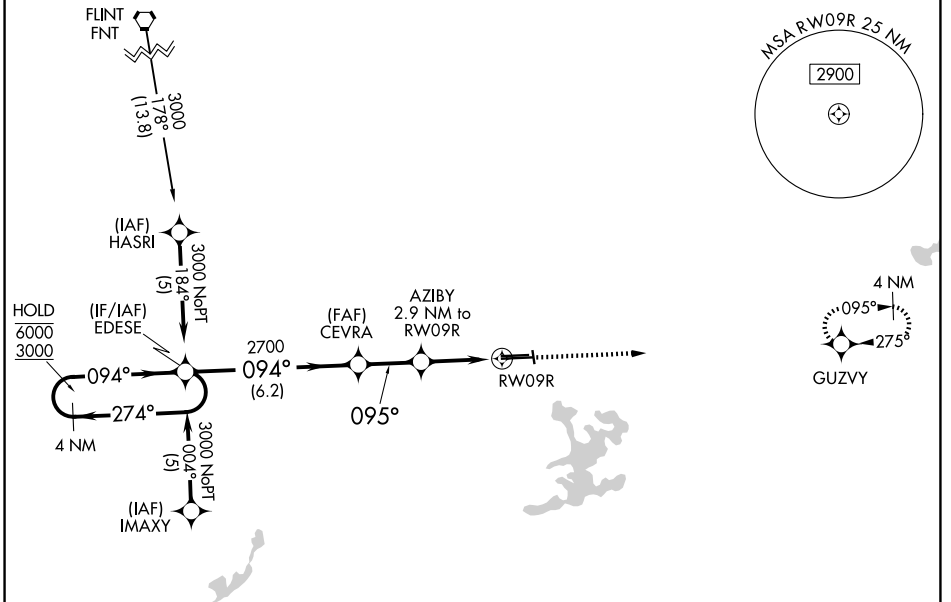 FLINT
FNT
3000
178°
(13.8)
MSA RW09R 25 NM
2900
(IAF)
HASRI
3000 NoPT
184°
(5)
HOLD
6000
3000
(IF/IAF)
EDESE
094°
274°
4 NM
2700
094°
(6.2)
(FAF)
CEVRA
095°
AZIBY
2.9 NM to
RW09R
RW09R
4 NM
095°
275°
GUZVY
3000 NoPT
004°
(5)
(IAF)
IMAXY